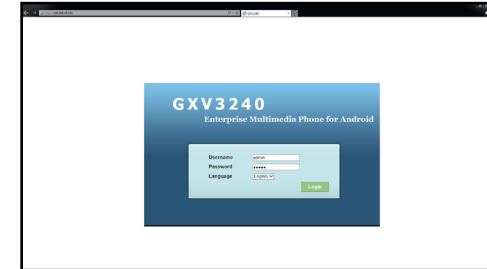 GXV3240
Enterprise Multimedia Phone for Android
Username admin
Password •••••
Language English
Login